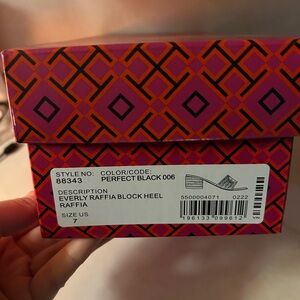 STYLE NO: COLOR/CODE:
88343 PERFECT BLACK 006
DESCRIPTION
EVERLY RAFFIA BLOCK HEEL
RAFFIA
SIZE US
7
5500004071 0222
196133 099612